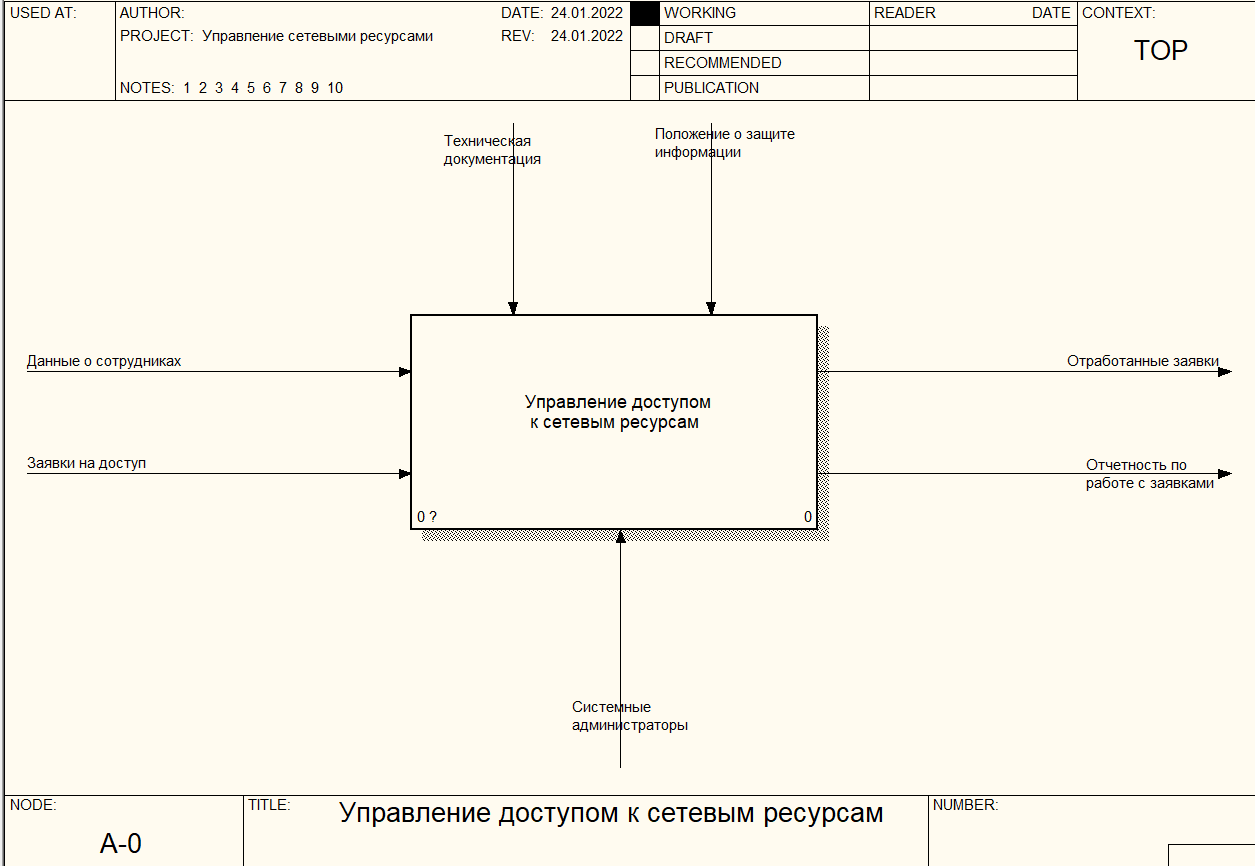 USED AT:
AUTHOR:
DATE: 24.01.2022
PROJECT: Управление сетевыми ресурсами
REV: 24.01.2022
NOTES: 1 2 3 4 5 6 7 8 9 10
WORKING
DRAFT
RECOMMENDED
PUBLICATION
READER
DATE
CONTEXT:
TOP
Техническая
документация
Положение о защите
информации
Данные о сотрудниках
Заявки на доступ
Управление доступом
к сетевым ресурсам
0 ?
0
Отработанные заявки
Отчетность по
работе с заявками
Системные
администраторы
NODE:
A-0
TITLE:
Управление доступом к сетевым ресурсам
NUMBER: